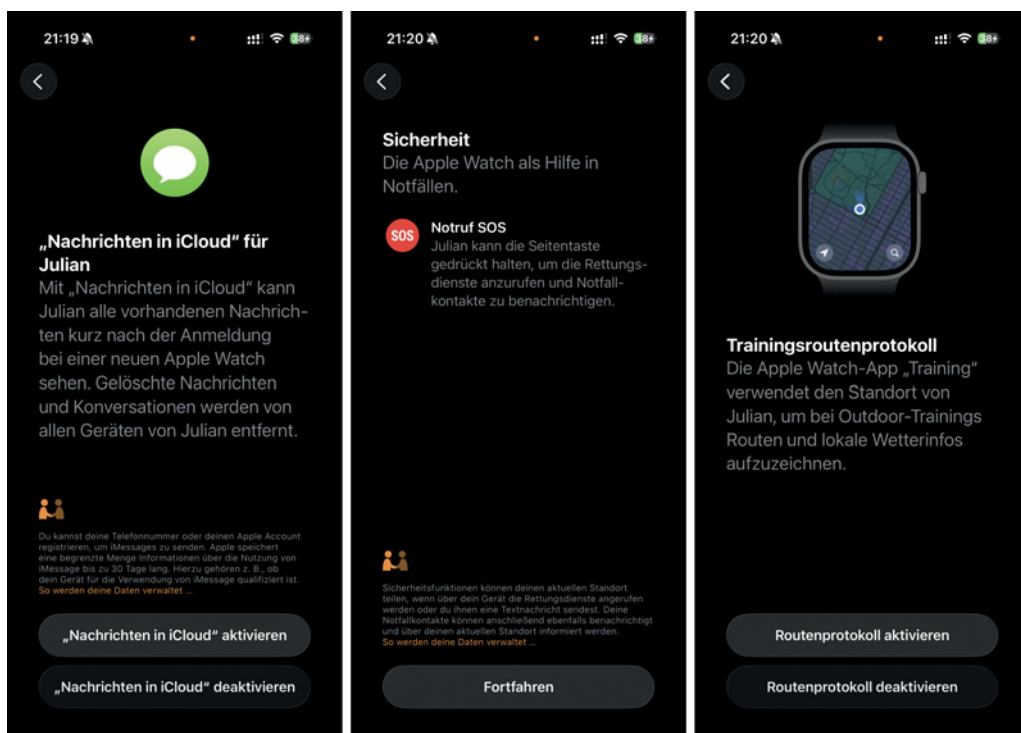 21:19
38
„Nachrichten in iCloud“ für
Julian
Mit „Nachrichten in iCloud“ kann
Julian alle vorhandenen Nachrich-
ten kurz nach der Anmeldung
bei einer neuen Apple Watch
sehen. Gelöschte Nachrichten
und Konversationen werden von
allen Geräten von Julian entfernt.
Du kannst deine Telefonnummer oder deinen Apple Account
registrieren, um iMessages zu senden. Apple speichert
eine begrenzte Menge Informationen über die Nutzung von
iMessage bis zu 30 Tage lang. Hierzu gehören z. B., ob
dein Gerät für die Verwendung von iMessage qualifiziert ist.
So werden deine Daten verwaltet ...
„Nachrichten in iCloud“ aktivieren
„Nachrichten in iCloud“ deaktivieren
21:20
38
Sicherheit
Die Apple Watch als Hilfe in
Notfällen.
SOS
Notruf SOS
Julian kann die Seitentaste
gedrückt halten, um die Rettungs-
dienste anzurufen und Notfall-
kontakte zu benachrichtigen.
Sicherheitsfunktionen können deinen aktuellen Standort
teilen, wenn über dein Gerät die Rettungsdienste angerufen
werden oder du ihnen eine Textnachricht sendest. Deine
Notfallkontakte können anschließend ebenfalls benachrichtigt
und über deinen aktuellen Standort informiert werden.
So werden deine Daten verwaltet ...
Fortfahren
21:20
38
Trainingsroutenprotokoll
Die Apple Watch-App „Training“
verwendet den Standort von
Julian, um bei Outdoor-Trainings
Routen und lokale Wetterinfos
aufzuzeichnen.
Routenprotokoll aktivieren
Routenprotokoll deaktivieren